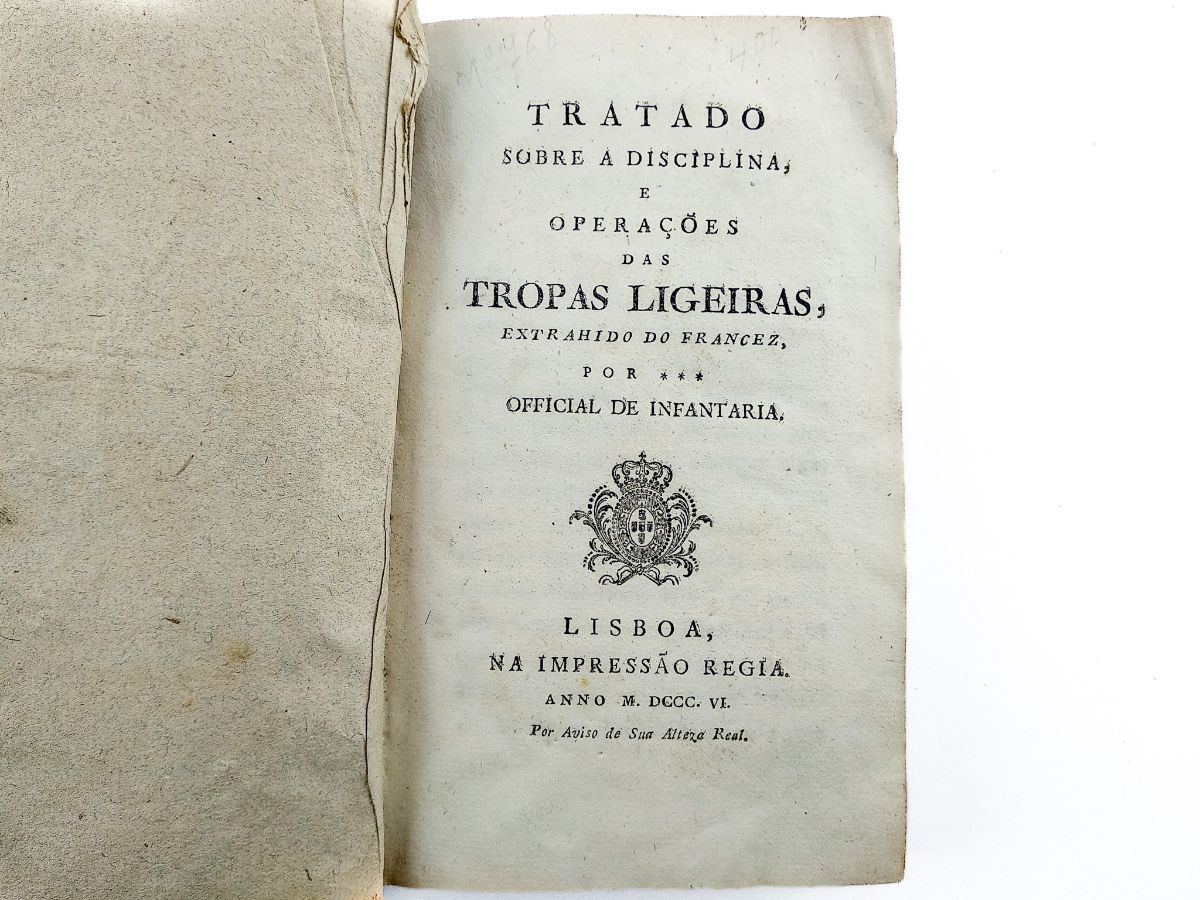 TRATADO
SOBRE A DISCIPLINA,
E
OPERAÇÕES
DAS
TROPAS LIGEIRAS,
EXTRAHIDO DO FRANCEZ,
POR ***
OFFICIAL DE INFANTARIA.
LISBOA,
NA IMPRESSÃO REGIA.
ANNO M. DCCC. VI.
Por Aviso de Sua Alteza Real.